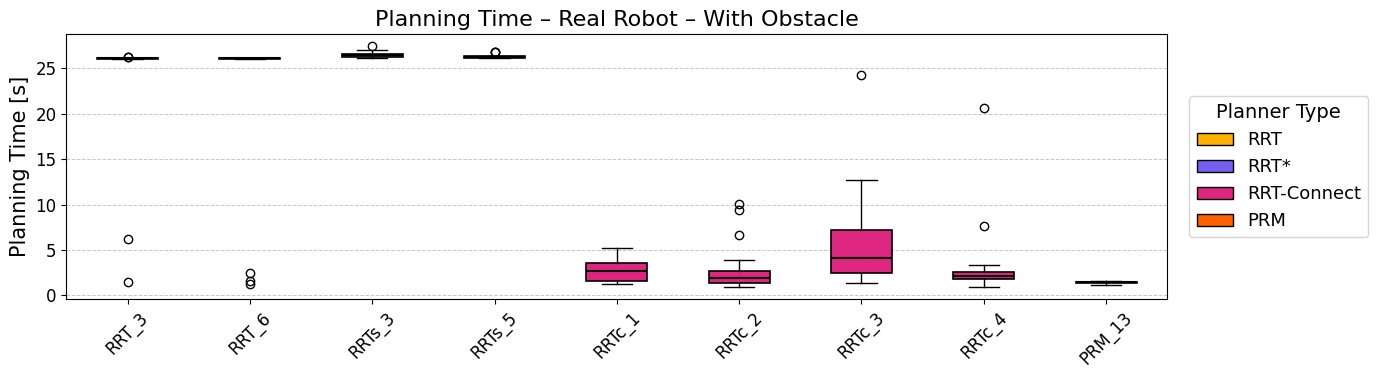 Planning Time – Real Robot – With Obstacle
Planning Time [s]
25
20
15
10
5
0
RRT_3
RRT_6
RRTs_3
RRTs_5
RRTc_1
RRTc_2
RRTc_3
RRTc_4
PRM_13
Planner Type
RRT
RRT*
RRT-Connect
PRM